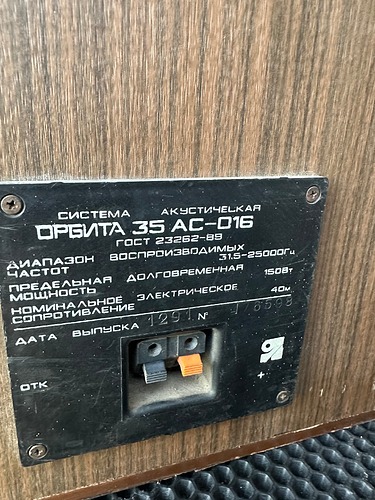 СИСТЕМА АКУСТИЧЕСКАЯ
ОРБИТА 35 АС-016
ГОСТ 23262-89
ДИАПАЗОН ВОСПРОИЗВОДИМЫХ
ЧАСТОТ 31.5-25000Гц
ПРЕДЕЛЬНАЯ ДОЛГОВРЕМЕННАЯ
МОЩНОСТЬ 150Вт
НОМИНАЛЬНОЕ ЭЛЕКТРИЧЕСКОЕ
СОПРОТИВЛЕНИЕ 4Ом
ДАТА ВЫПУСКА 1291 №
ОТК
+